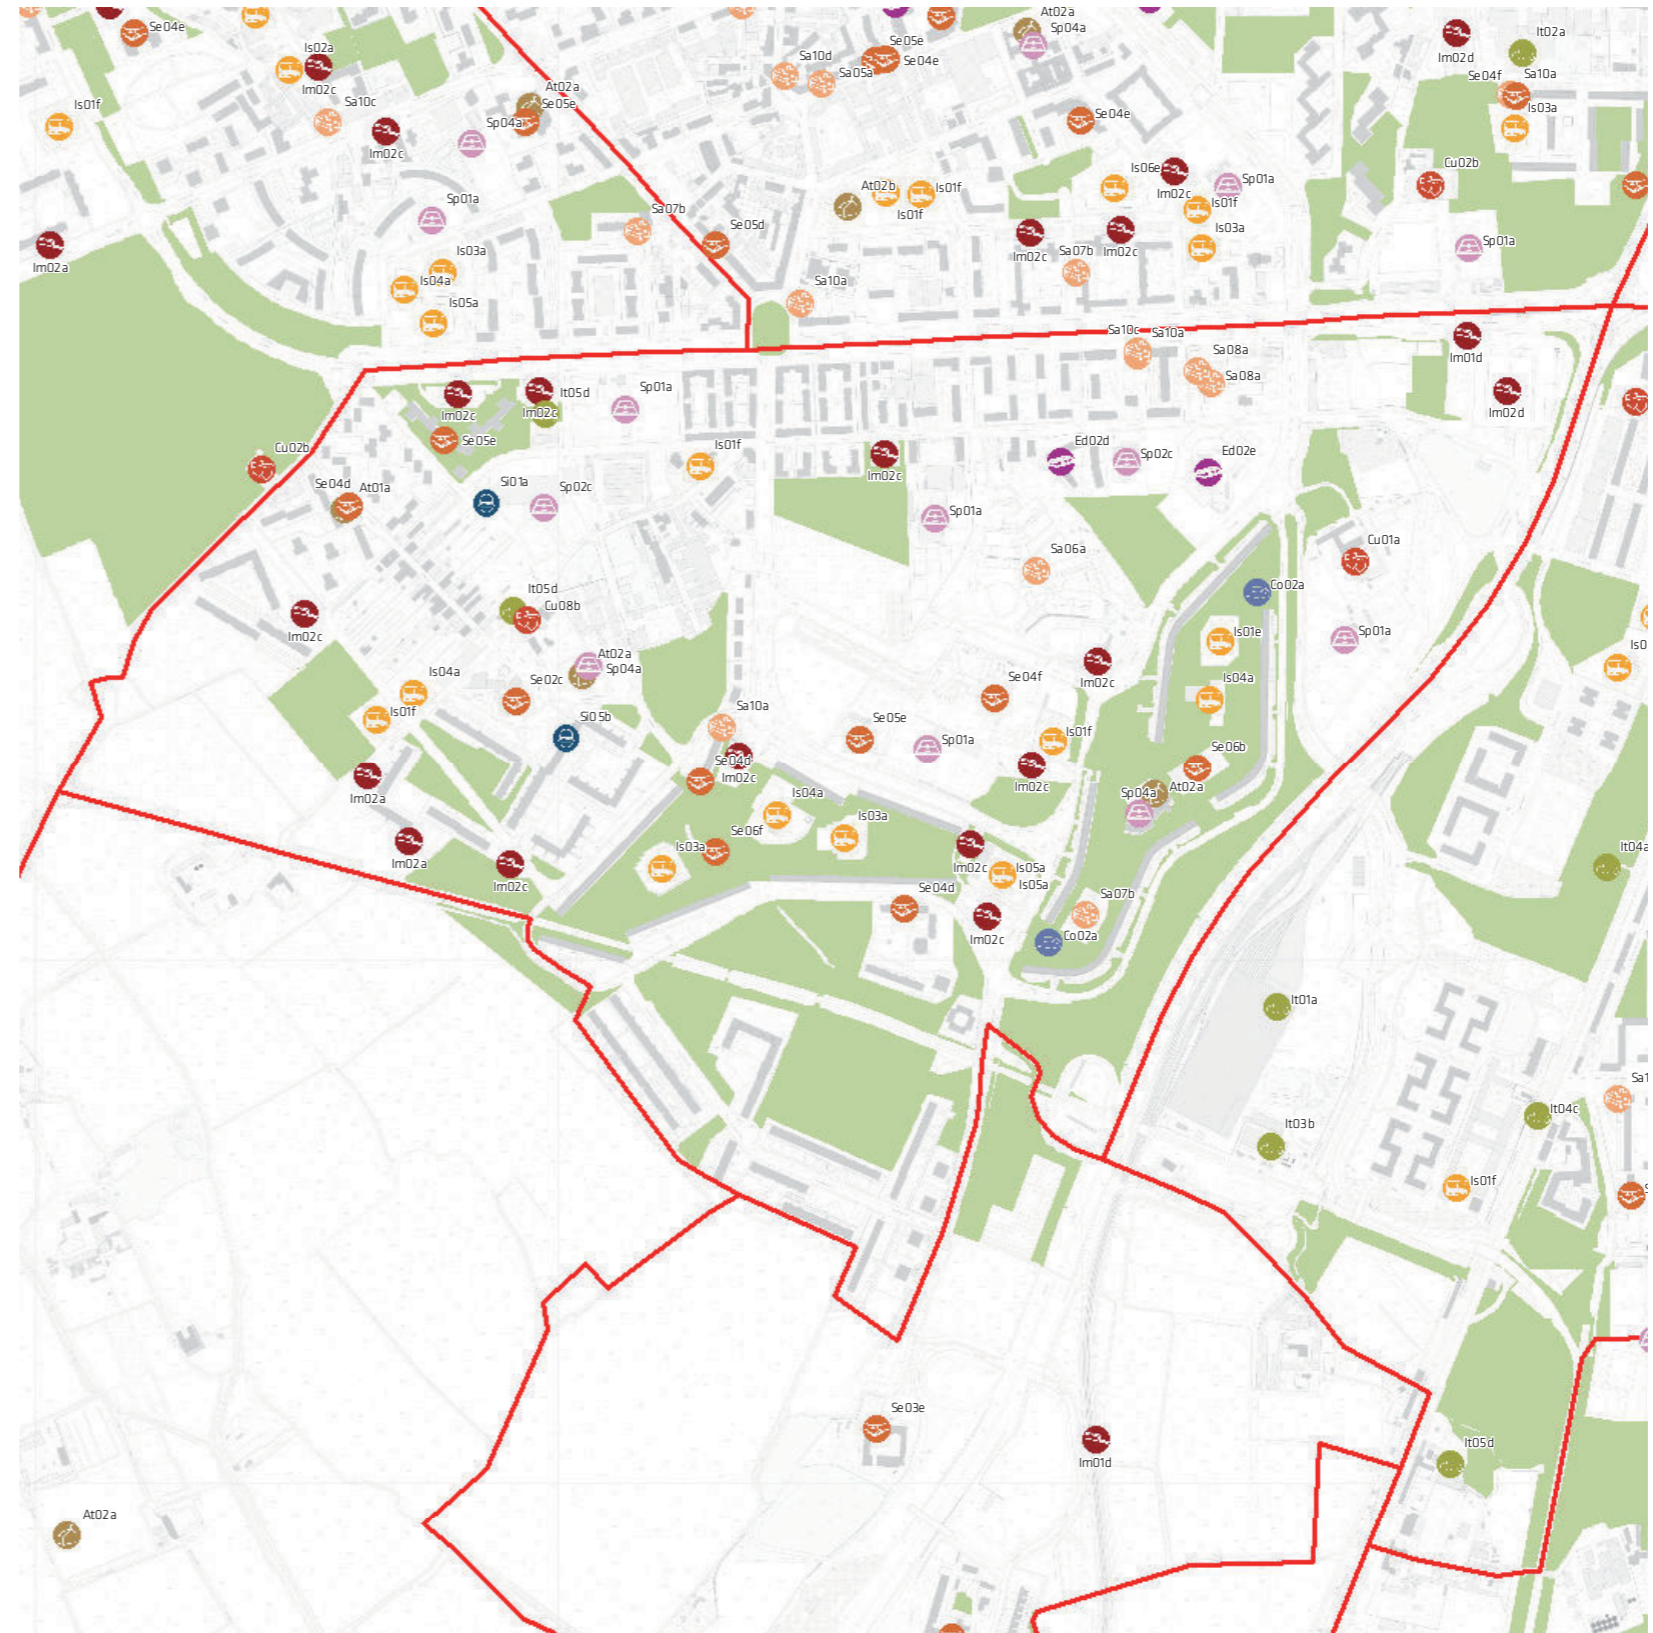 At02a
Se04e
Sp04a
Is02a
Se05e
Se04e
It02a
Im02d
Sa10d
Sa05a
Se04f
Sa10a
Im02c
At02a
Is01f
Sa10c
Se05e
Is03a
Sp04a
Se04e
Im02c
Cu02b
Is06e
At02b
Is01f
Im02c
Sp01a
Sp01a
Sa07b
Is01f
Is01f
Se05d
Im02a
Is03a
Is03a
Sp01a
Im02c
Sa07b
Im02c
Is04a
Sa10a
Is05a
Sa10c
Sa10a
Im01d
Sa08a
Sa08a
Sp01a
It05d
Im02c
Im02c
Im02d
Se05e
Cu02b
Is01f
Ed02d
Sp02c
Ed02e
Im02c
Se04d
At01a
Si01a
Sp02c
Sp01a
Cu01a
Sa06a
Co02a
It05d
Cu08b
Im02c
Is01e
Sp01a
At02a
Sp04a
Is04a
Se02c
Se04f
Im02c
Is04a
Is01f
Si05b
Sa10a
Se05e
Sp01a
Is01f
Se06b
Se04d
Im02c
Im02c
At02a
Sp04a
Im02a
Is04a
Is03a
Se06f
Is03a
It04a
Im02a
Im02c
Im02c
Is05a
Is05a
Se04d
Sa07b
Im02c
Co02a
It01a
It04c
It03b
Is01f
Se03e
It05d
Im01d
At02a